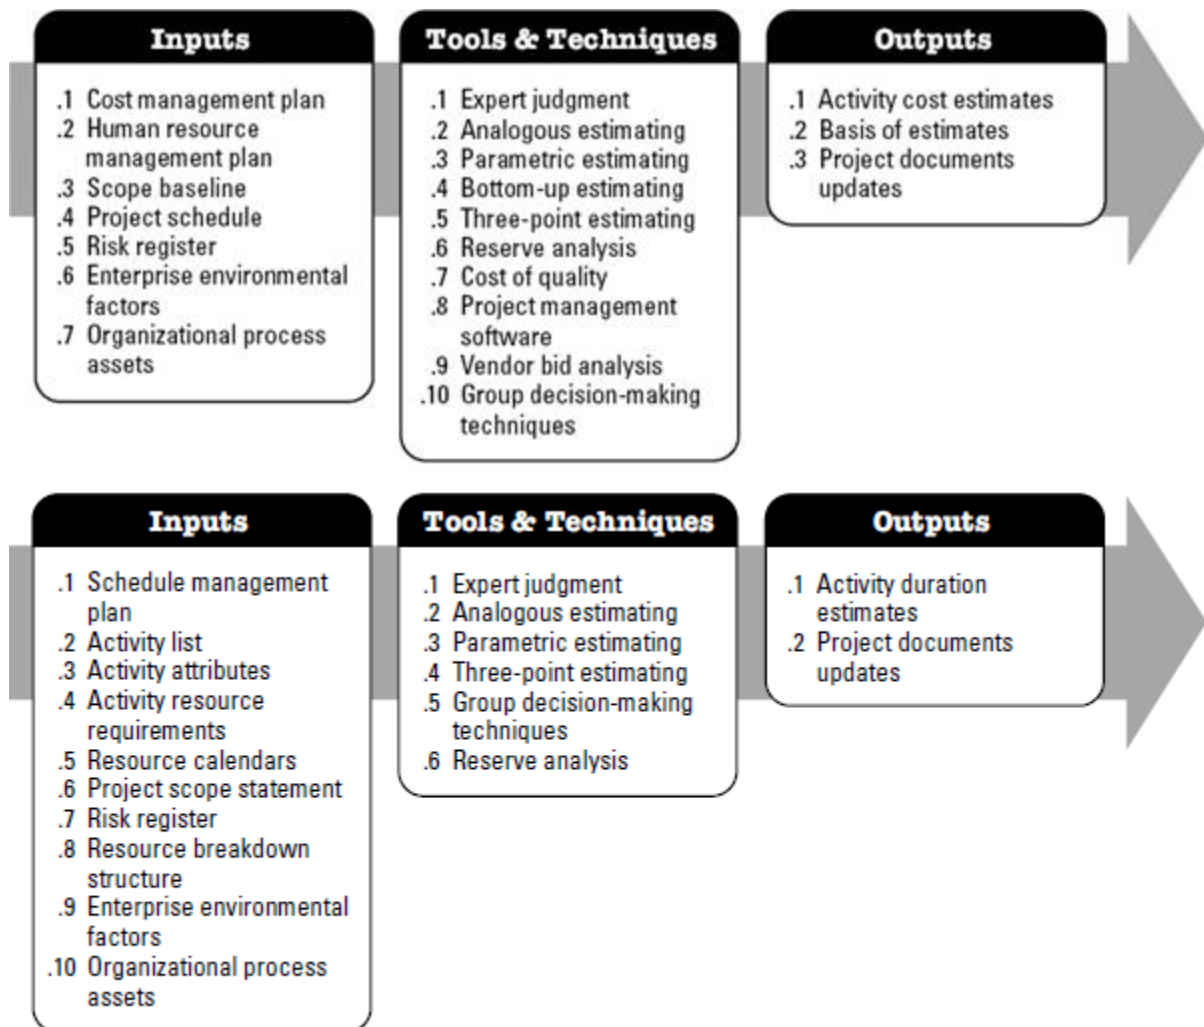 Inputs
.1 Cost management plan
.2 Human resource
management plan
.3 Scope baseline
.4 Project schedule
.5 Risk register
.6 Enterprise environmental
factors
.7 Organizational process
assets
Tools & Techniques
.1 Expert judgment
.2 Analogous estimating
.3 Parametric estimating
.4 Bottom-up estimating
.5 Three-point estimating
.6 Reserve analysis
.7 Cost of quality
.8 Project management
software
.9 Vendor bid analysis
.10 Group decision-making
techniques
Outputs
.1 Activity cost estimates
.2 Basis of estimates
.3 Project documents
updates
Inputs
.1 Schedule management
plan
.2 Activity list
.3 Activity attributes
.4 Activity resource
requirements
.5 Resource calendars
.6 Project scope statement
.7 Risk register
.8 Resource breakdown
structure
.9 Enterprise environmental
factors
.10 Organizational process
assets
Tools & Techniques
.1 Expert judgment
.2 Analogous estimating
.3 Parametric estimating
.4 Three-point estimating
.5 Group decision-making
techniques
.6 Reserve analysis
Outputs
.1 Activity duration
estimates
.2 Project documents
updates